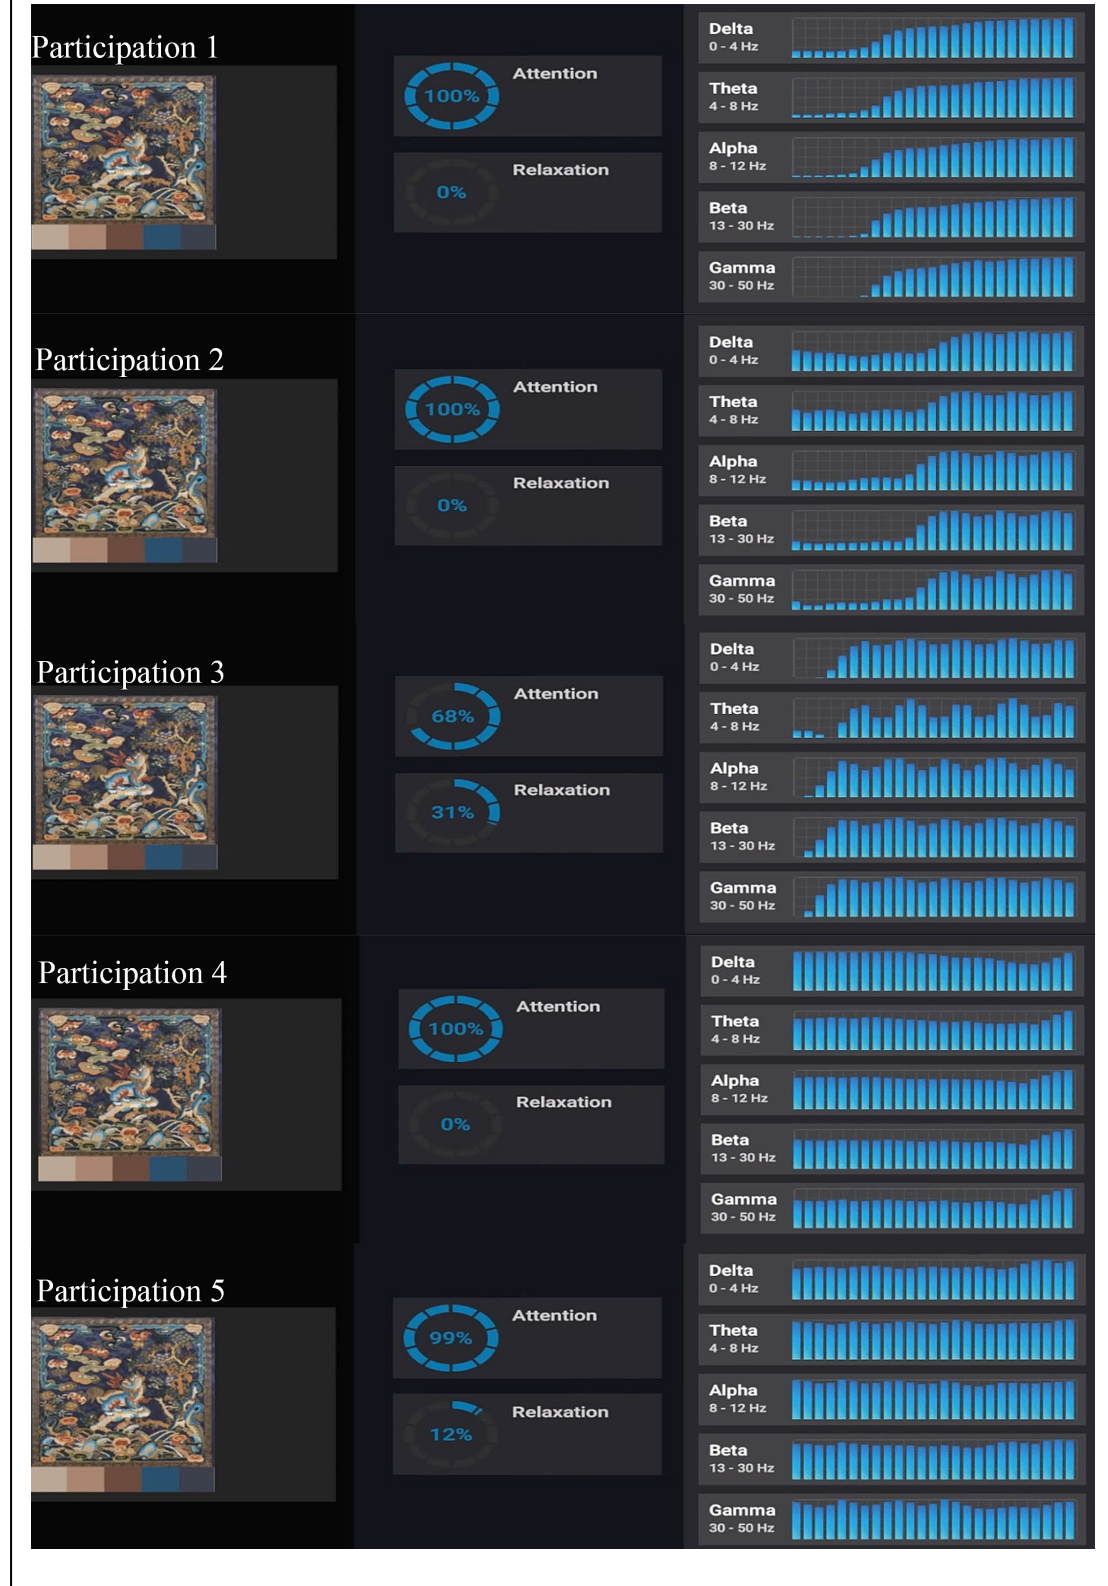 Participation 1
Attention
100%
Relaxation
0%
Delta
0 - 4 Hz
Theta
4 - 8 Hz
Alpha
8 - 12 Hz
Beta
13 - 30 Hz
Gamma
30 - 50 Hz
Participation 2
Attention
100%
Relaxation
0%
Delta
0 - 4 Hz
Theta
4 - 8 Hz
Alpha
8 - 12 Hz
Beta
13 - 30 Hz
Gamma
30 - 50 Hz
Participation 3
Attention
68%
Relaxation
31%
Delta
0 - 4 Hz
Theta
4 - 8 Hz
Alpha
8 - 12 Hz
Beta
13 - 30 Hz
Gamma
30 - 50 Hz
Participation 4
Attention
100%
Relaxation
0%
Delta
0 - 4 Hz
Theta
4 - 8 Hz
Alpha
8 - 12 Hz
Beta
13 - 30 Hz
Gamma
30 - 50 Hz
Participation 5
Attention
99%
Relaxation
12%
Delta
0 - 4 Hz
Theta
4 - 8 Hz
Alpha
8 - 12 Hz
Beta
13 - 30 Hz
Gamma
30 - 50 Hz